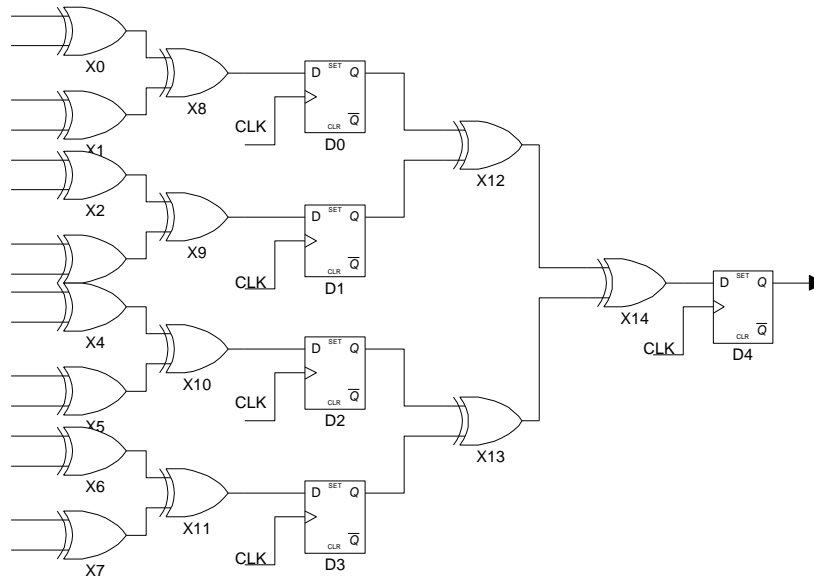 X0
X8
D SET Q
CLR Q
CLK
D0
X1
X12
X2
X9
D SET Q
CLR Q
CLK
D1
X14
D SET Q
CLR Q
CLK
D4
X4
X10
D SET Q
CLR Q
CLK
D2
X5
X13
X6
X11
D SET Q
CLR Q
CLK
D3
X7